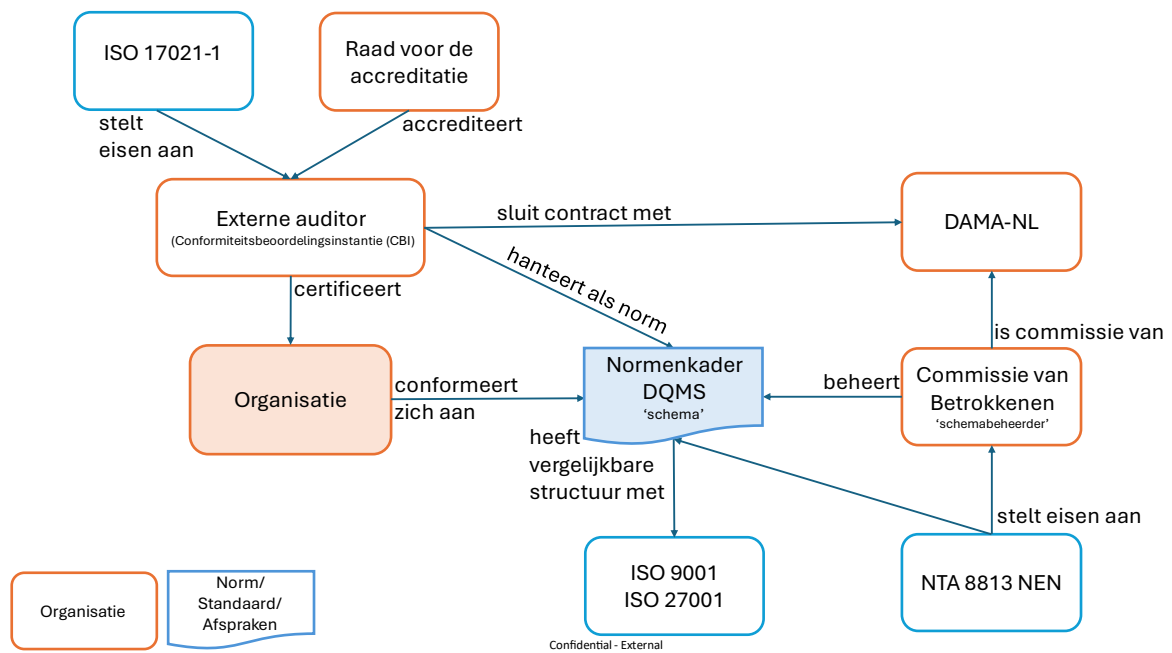 ISO 17021-1
Raad voor de
accreditatie
stelt
eisen aan
accrediteert
Externe auditor
(Conformiteitsbeoordelingsinstantie (CBI)
sluit contract met
DAMA-NL
hanteert als norm
certificeert
is commissie van
Organisatie
conformeert
zich aan
Normenkader
DQMS
‘schema’
beheert
Commissie van
Betrokkenen
‘schemabeheerder’
heeft
vergelijkbare
structuur met
stelt eisen aan
ISO 9001
ISO 27001
NTA 8813 NEN
Organisatie
Norm/
Standaard/
Afspraken
Confidential - External